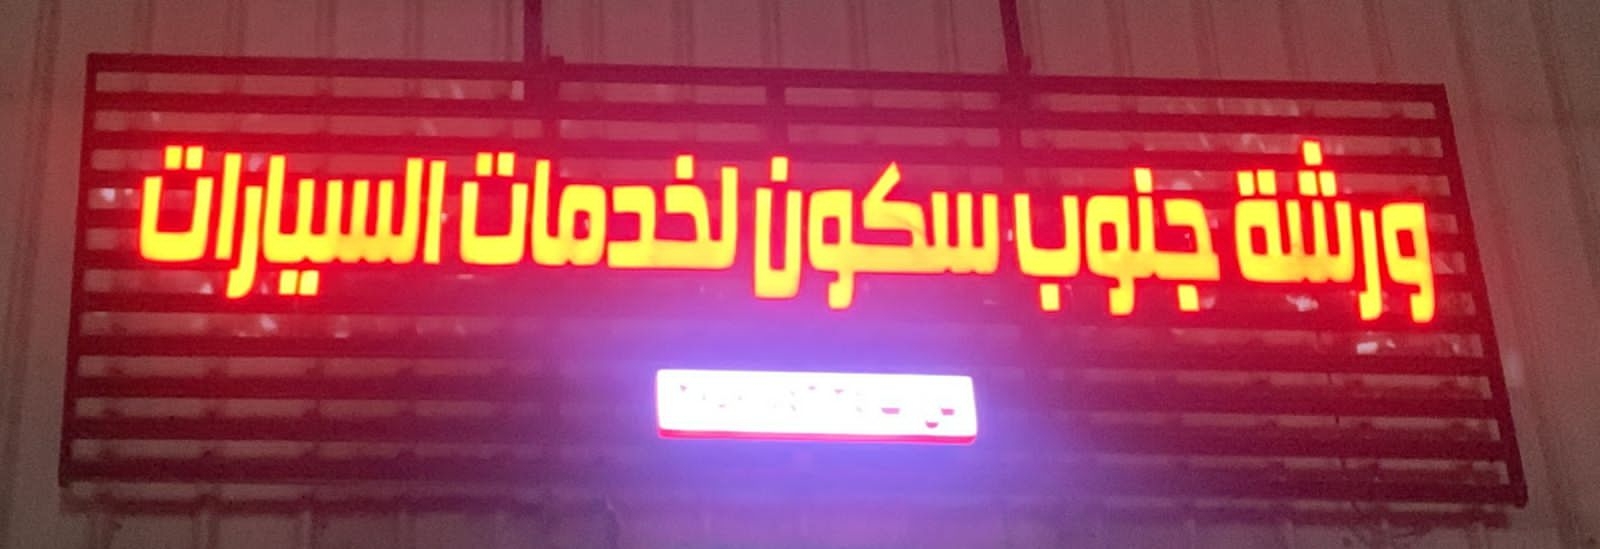 ورشة جنوب سكون لخدمات السيارات